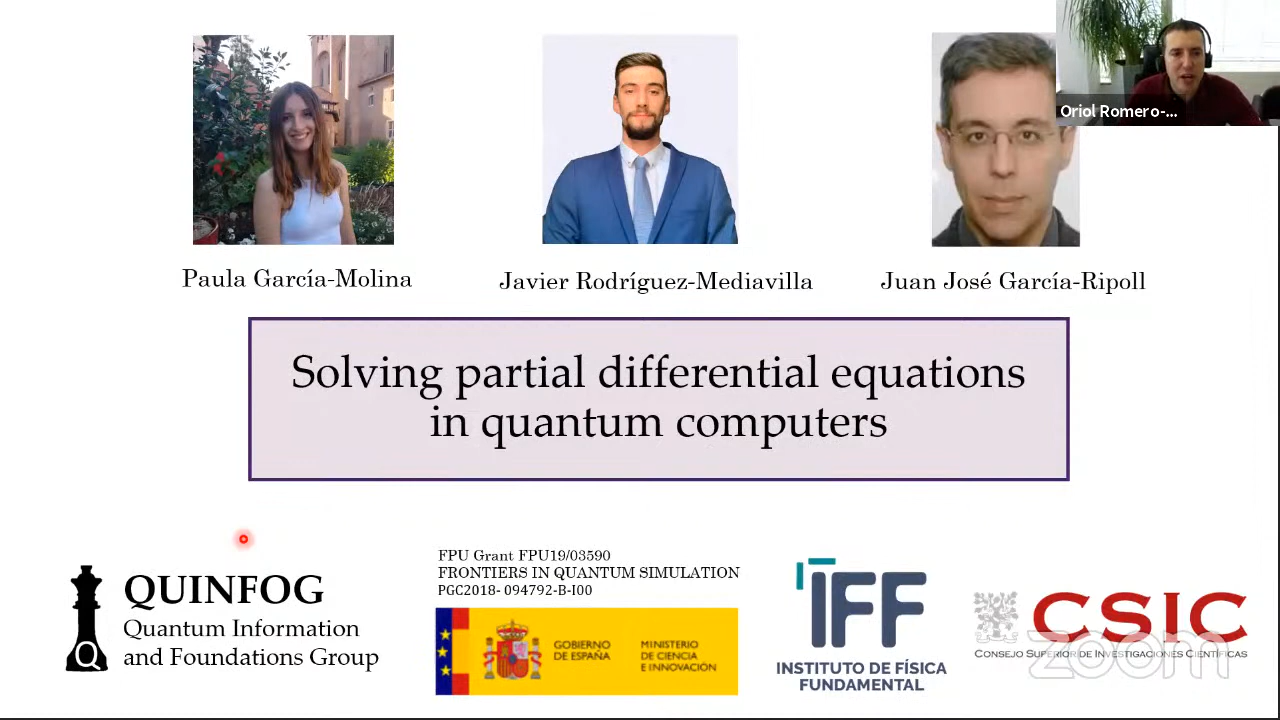 Oriol Romero-...
Paula García-Molina
Javier Rodríguez-Mediavilla
Juan José García-Ripoll
Solving partial differential equations
in quantum computers
QUINFOG
Quantum Information
and Foundations Group
Q
FPU Grant FPU19/03590
FRONTIERS IN QUANTUM SIMULATION
PGC2018- 094792-B-I00
GOBIERNO
DE ESPAÑA
MINISTERIO
DE CIENCIA
E INNOVACIÓN
IFF
INSTITUTO DE FÍSICA
FUNDAMENTAL
CSIC
CONSEJO SUPERIOR DE INVESTIGACIONES CIENTÍFICAS
zoom